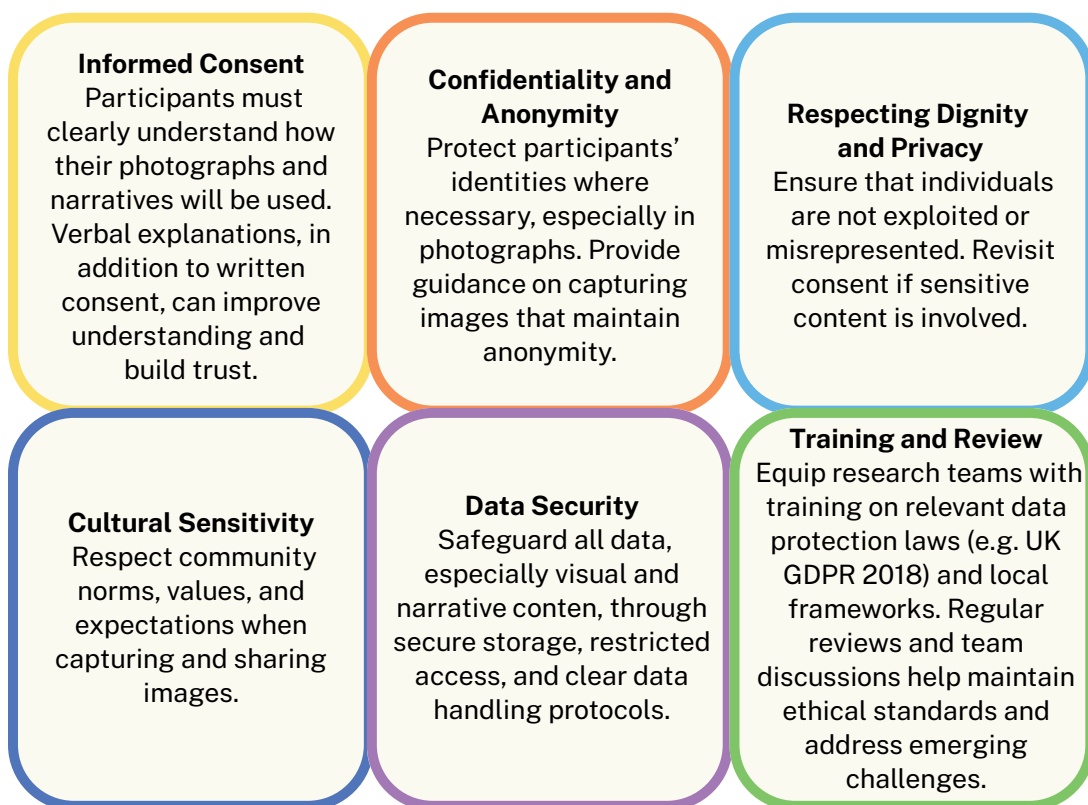 Informed Consent
Participants must
clearly understand how
their photographs and
narratives will be used.
Verbal explanations, in
addition to written
consent, can improve
understanding and
build trust.
Confidentiality and
Anonymity
Protect participants’
identities where
necessary, especially in
photographs. Provide
guidance on capturing
images that maintain
anonymity.
Respecting Dignity
and Privacy
Ensure that individuals
are not exploited or
misrepresented. Revisit
consent if sensitive
content is involved.
Cultural Sensitivity
Respect community
norms, values, and
expectations when
capturing and sharing
images.
Data Security
Safeguard all data,
especially visual and
narrative conten, through
secure storage, restricted
access, and clear data
handling protocols.
Training and Review
Equip research teams with
training on relevant data
protection laws (e.g. UK
GDPR 2018) and local
frameworks. Regular
reviews and team
discussions help maintain
ethical standards and
address emerging
challenges.